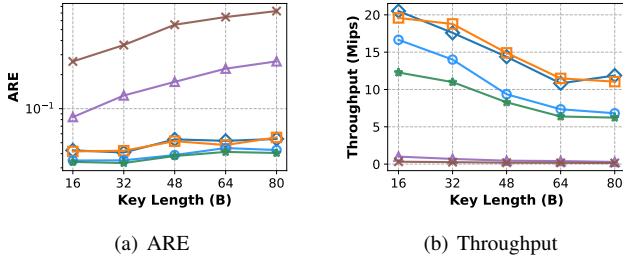 ARE
10⁻¹
16 32 48 64 80
Key Length (B)
(a) ARE
Throughput (Mips)
20
15
10
5
0
16 32 48 64 80
Key Length (B)
(b) Throughput